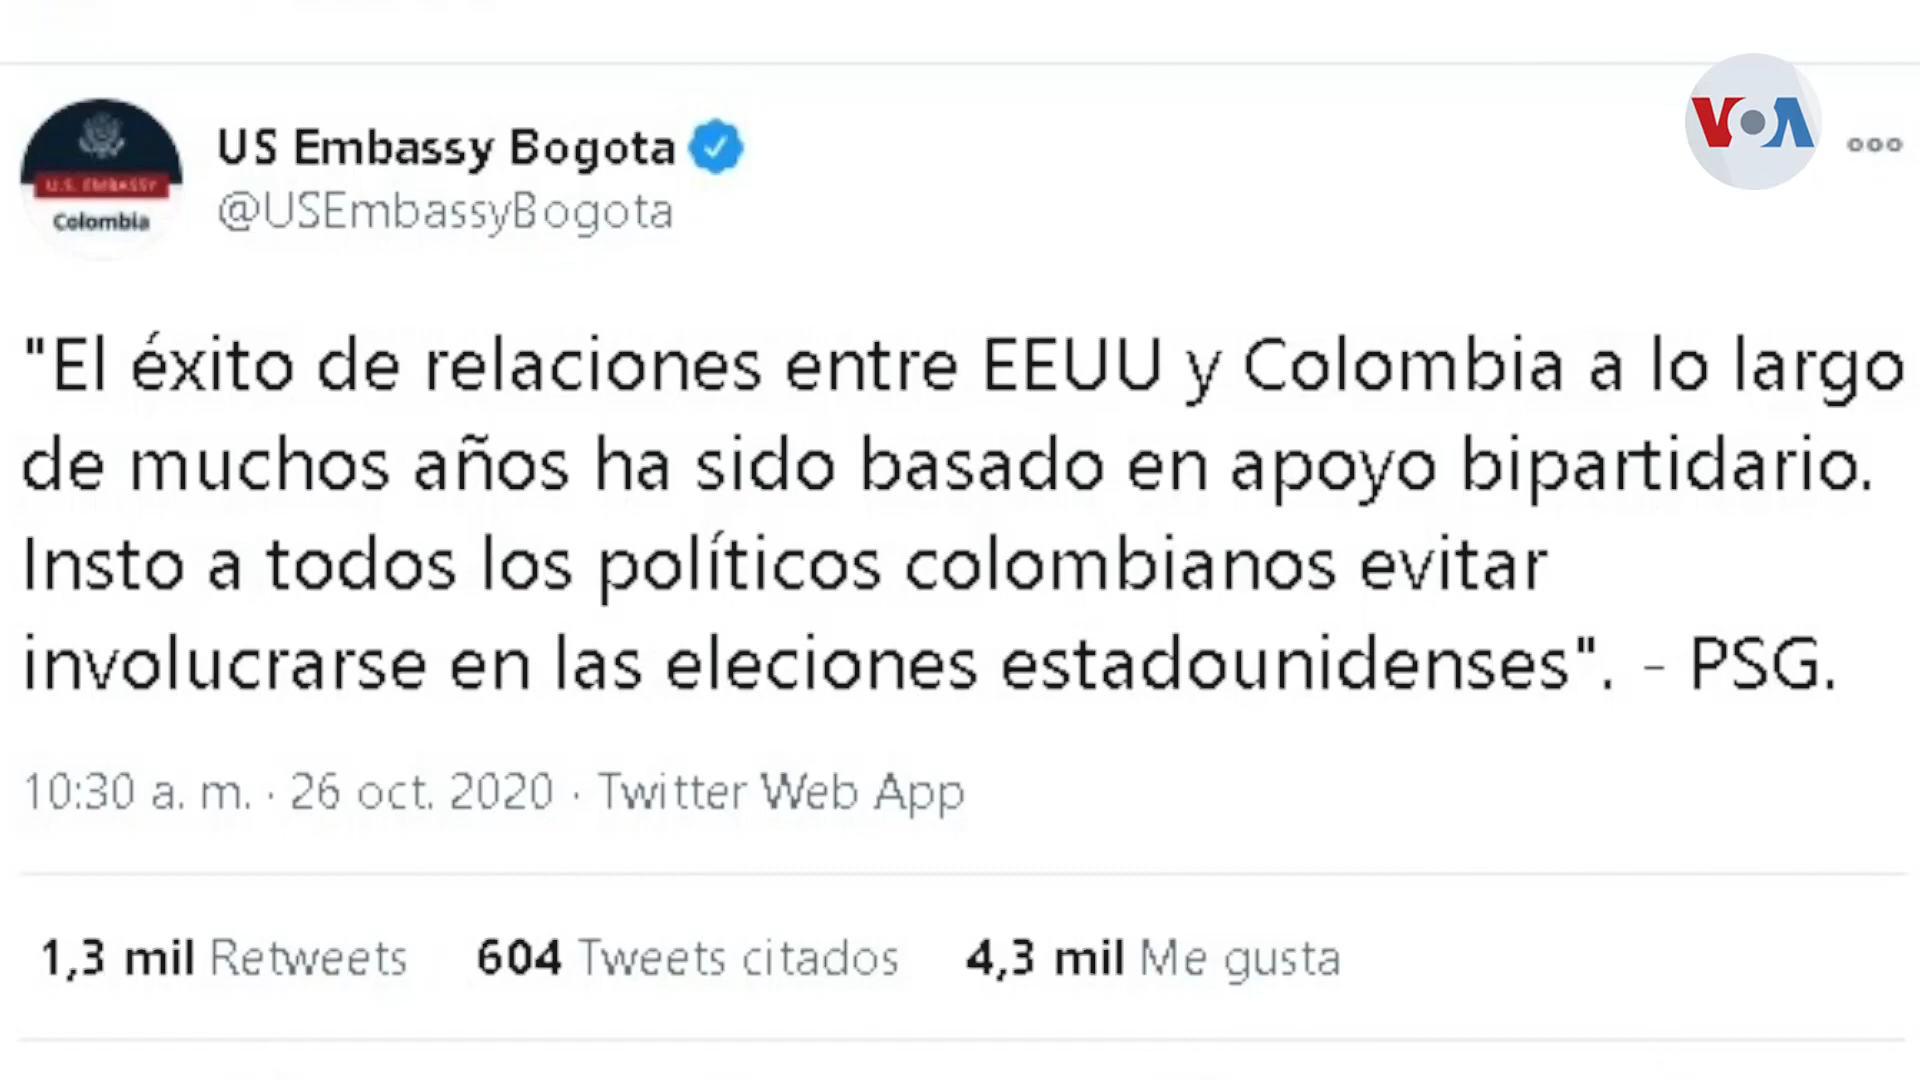 VOA
US Embassy Bogota
@USEmbassyBogota
U.S. EMBASSY
Colombia
"El éxito de relaciones entre EEUU y Colombia a lo largo
de muchos años ha sido basado en apoyo bipartidario.
Insto a todos los políticos colombianos evitar
involucrarse en las eleciones estadounidenses". - PSG.
10:30 a. m. · 26 oct. 2020 · Twitter Web App
1,3 mil Retweets 604 Tweets citados 4,3 mil Me gusta